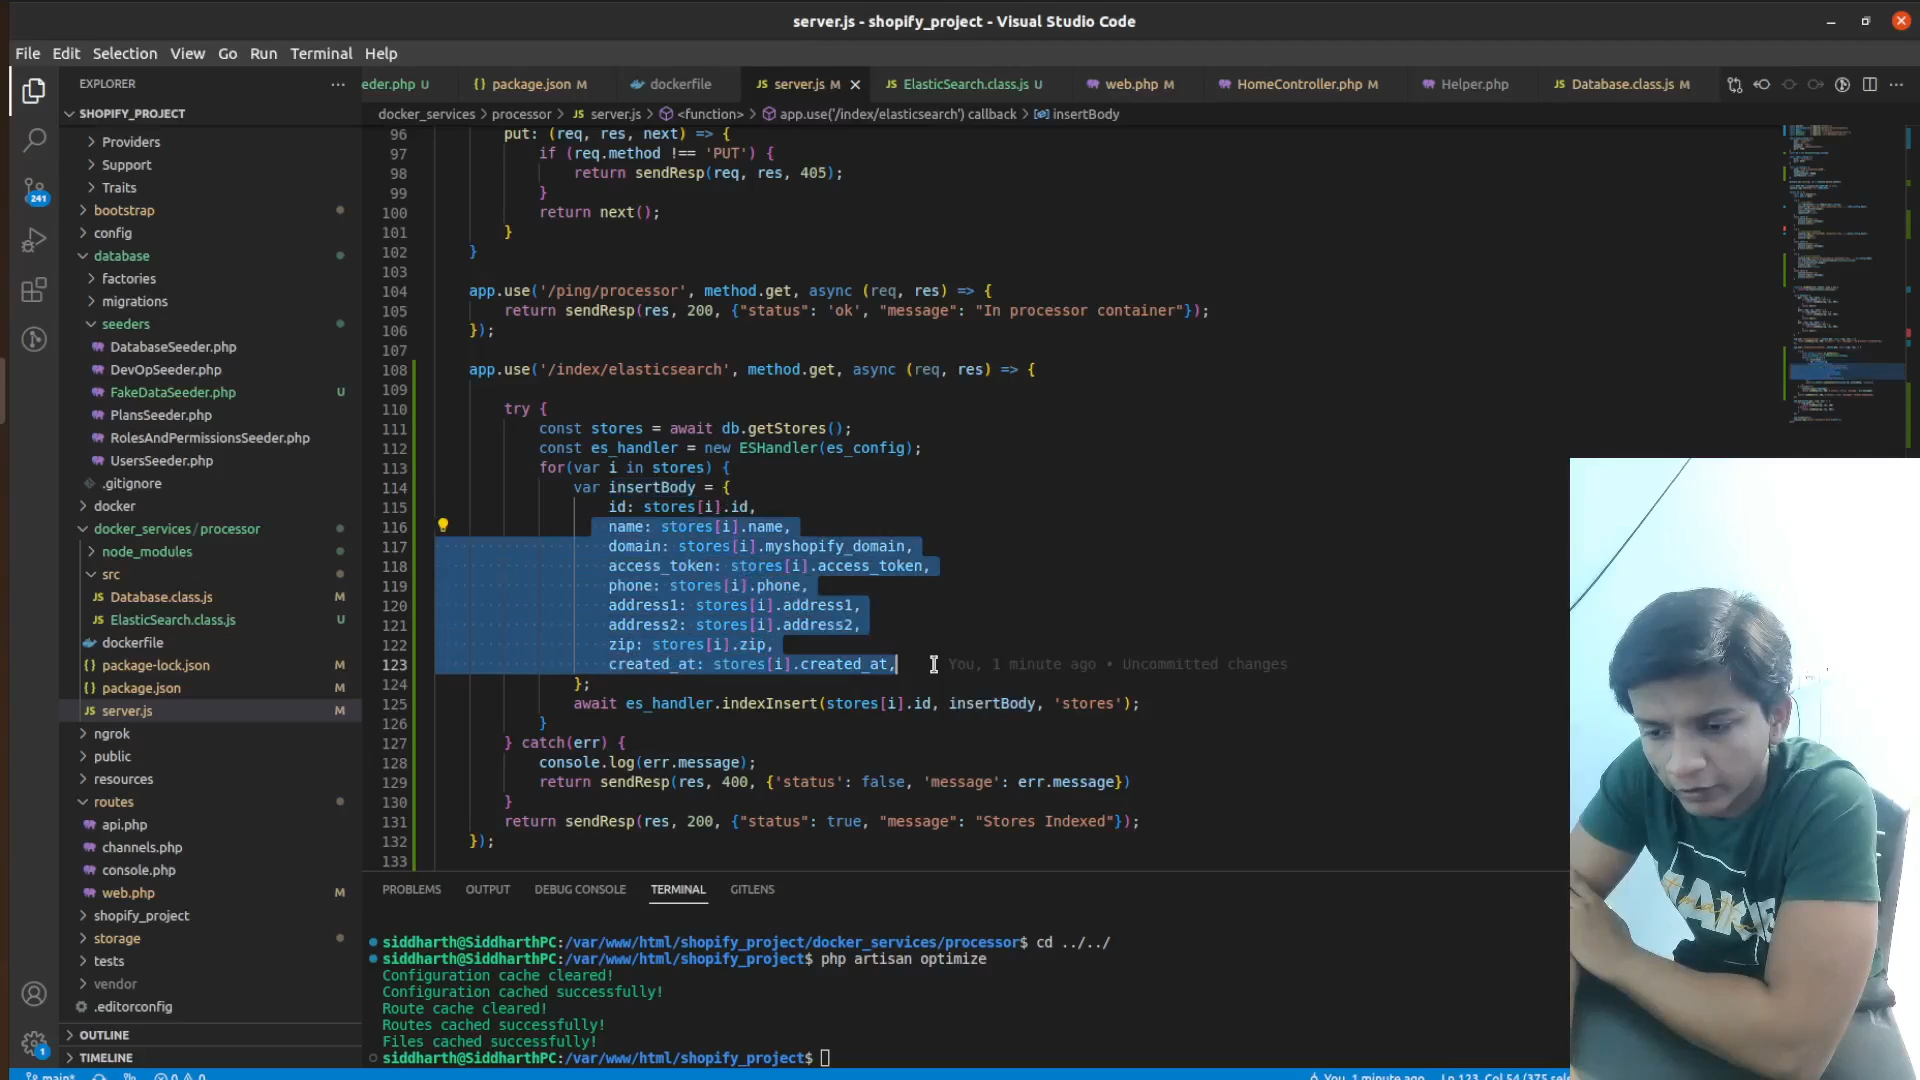 server.js - shopify_project - Visual Studio Code
File Edit Selection View Go Run Terminal Help
EXPLORER
eder.php U
package.json M
dockerfile
server.js M
ElasticSearch.class.js U
web.php M
HomeController.php M
Helper.php
Database.class.js M
docker_services > processor > server.js > <function> > app.use('/index/elasticsearch') callback > insertBody
SHOPIFY_PROJECT
Providers
Support
Traits
bootstrap
config
database
factories
migrations
seeders
DatabaseSeeder.php
DevOpSeeder.php
FakeDataSeeder.php U
PlansSeeder.php
RolesAndPermissionsSeeder.php
UsersSeeder.php
.gitignore
docker
docker_services / processor
node_modules
src
Database.class.js M
ElasticSearch.class.js U
dockerfile
package-lock.json M
package.json M
server.js M
ngrok
public
resources
routes
api.php
channels.php
console.php
web.php M
shopify_project
storage
tests
vendor
.editorconfig
OUTLINE
TIMELINE
241
1
96 put: (req, res, next) => {
97 if (req.method !== 'PUT') {
98 return sendResp(req, res, 405);
99 }
100 return next();
101 }
102 }
103
104 app.use('/ping/processor', method.get, async (req, res) => {
105 return sendResp(res, 200, {"status": 'ok', "message": "In processor container"});
106 });
107
108 app.use('/index/elasticsearch', method.get, async (req, res) => {
109
110 try {
111 const stores = await db.getStores();
112 const es_handler = new ESHandler(es_config);
113 for(var i in stores) {
114 var insertBody = {
115 id: stores[i].id,
116 name: stores[i].name,
117 domain: stores[i].myshopify_domain,
118 access_token: stores[i].access_token,
119 phone: stores[i].phone,
120 address1: stores[i].address1,
121 address2: stores[i].address2,
122 zip: stores[i].zip,
123 created_at: stores[i].created_at, You, 1 minute ago • Uncommitted changes
124 };
125 await es_handler.indexInsert(stores[i].id, insertBody, 'stores');
126 }
127 } catch(err) {
128 console.log(err.message);
129 return sendResp(res, 400, {'status': false, 'message': err.message})
130 }
131 return sendResp(res, 200, {"status": true, "message": "Stores Indexed"});
132 });
133
PROBLEMS OUTPUT DEBUG CONSOLE TERMINAL GITLENS
siddharth@SiddharthPC:/var/www/html/shopify_project/docker_services/processor$ cd ../../
siddharth@SiddharthPC:/var/www/html/shopify_project$ php artisan optimize
Configuration cache cleared!
Configuration cached successfully!
Route cache cleared!
Routes cached successfully!
Files cached successfully!
siddharth@SiddharthPC:/var/www/html/shopify_project$
main* 0 0 You, 1 minute ago Ln 123, Col 54 (375 sele